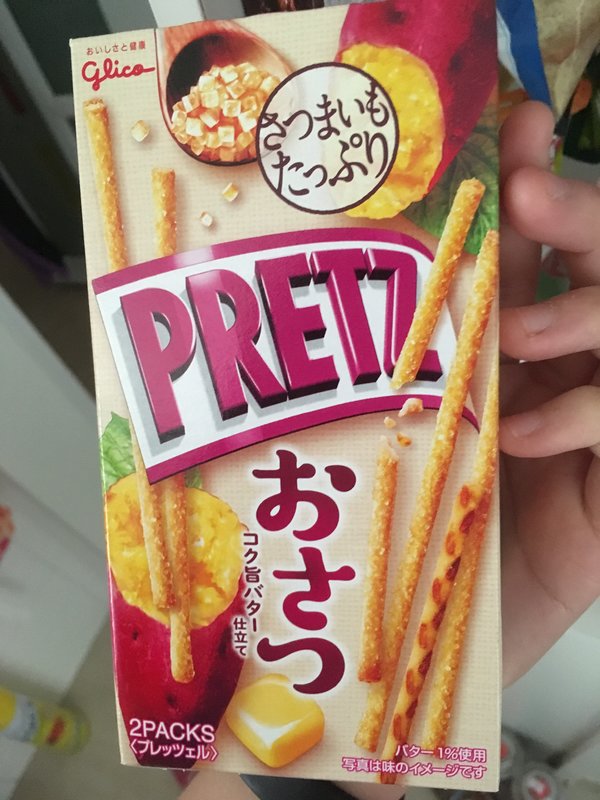 おいしさと健康
glico
さつまいも
たっぷり
PRETZ
おさつ
コク旨バター
仕立て
2PACKS
〈プレッツェル〉
バター1%使用
写真は味のイメージです